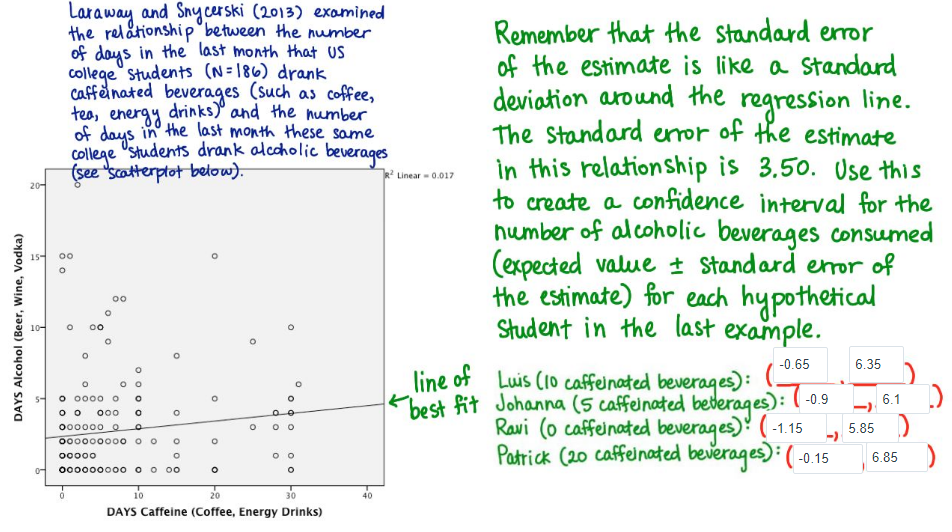 Laraway and Snycerski (2013) examined
the relationship between the number
of days in the last month that US
college students (N=186) drank
caffeinated beverages (such as coffee,
tea, energy drinks) and the number
of days in the last month these same
college students drank alcoholic beverages
(see scatterplot below).
R² Linear = 0.017
20
15
10
5
0
DAYS Alcohol (Beer, Wine, Vodka)
0 10 20 30 40
DAYS Caffeine (Coffee, Energy Drinks)
line of
best fit
Remember that the standard error
of the estimate is like a standard
deviation around the regression line.
The standard error of the estimate
in this relationship is 3.50. Use this
to create a confidence interval for the
number of alcoholic beverages consumed
(expected value ± standard error of
the estimate) for each hypothetical
student in the last example.
Luis (10 caffeinated beverages): (-0.65, 6.35)
Johanna (5 caffeinated beverages): (-0.9, 6.1)
Ravi (0 caffeinated beverages): (-1.15, 5.85)
Patrick (20 caffeinated beverages): (-0.15, 6.85)